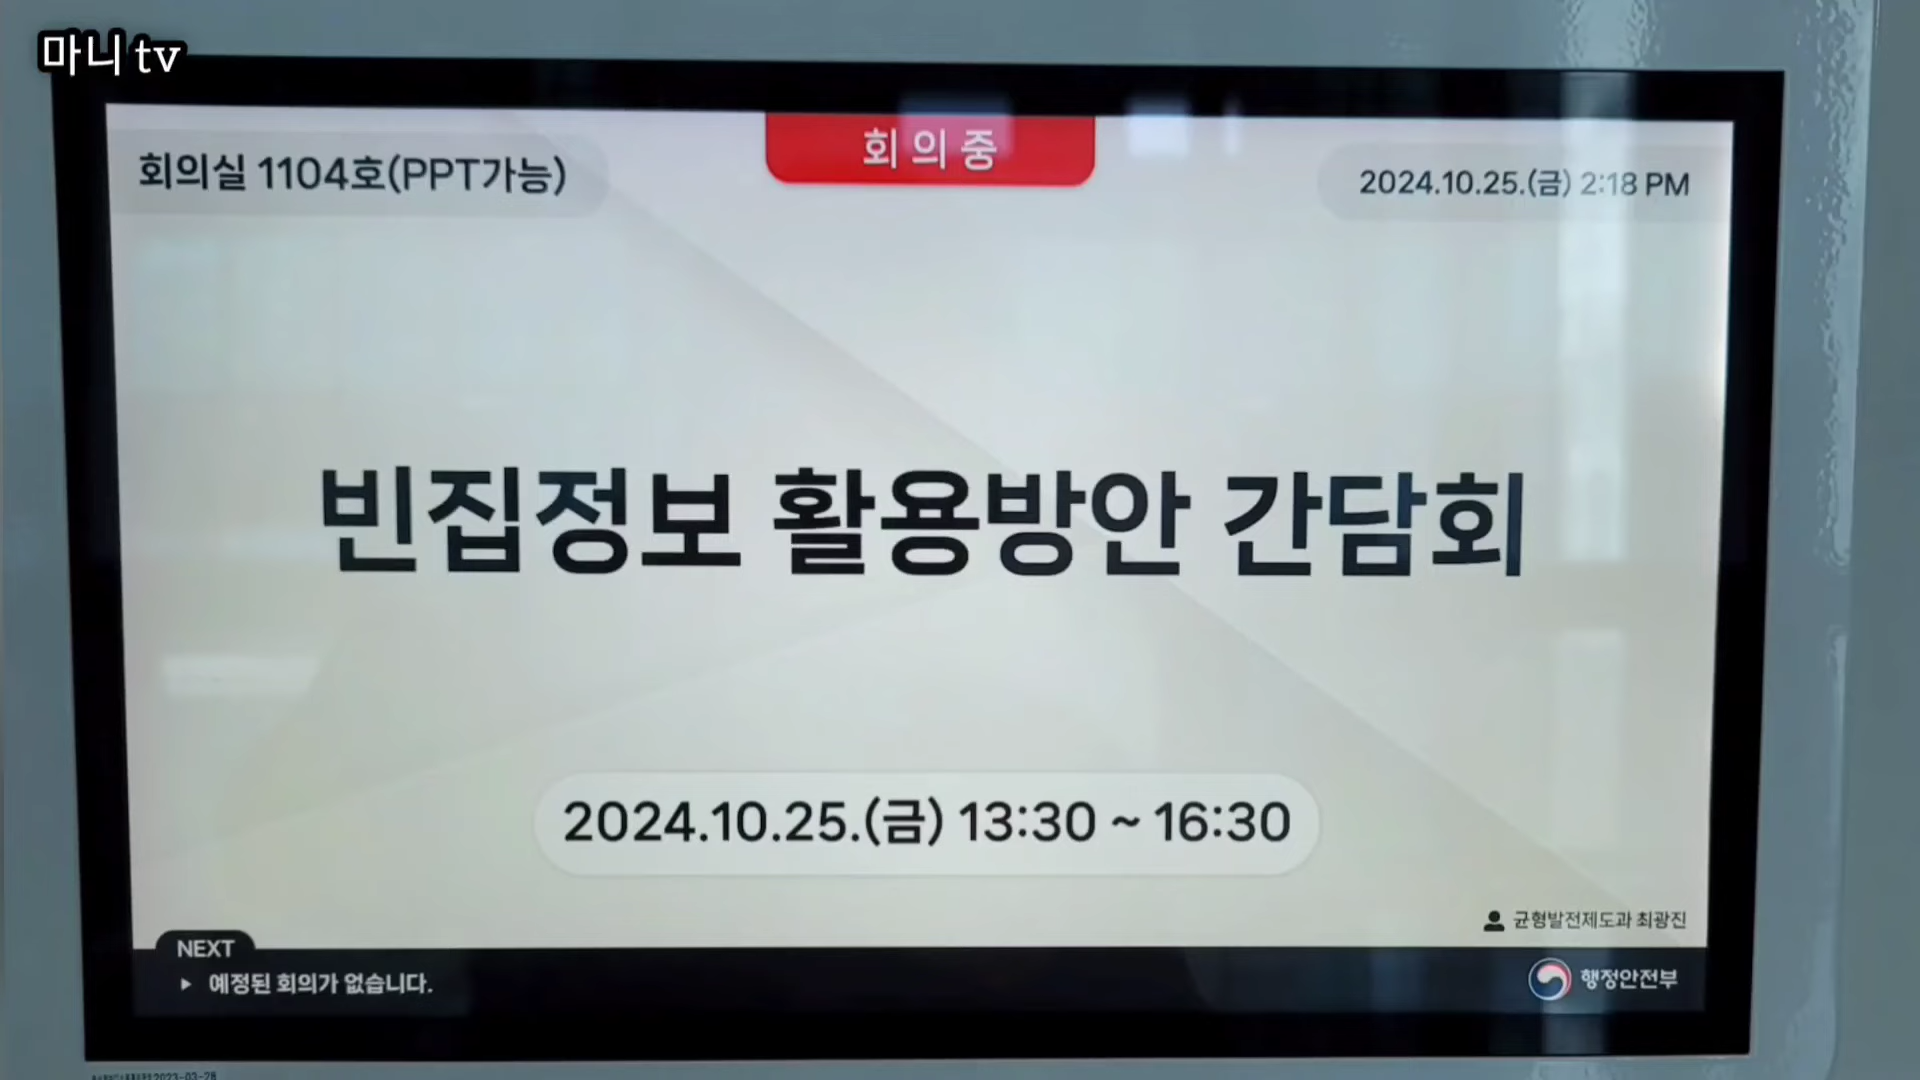 마니 tv
회의실 1104호(PPT가능)
회의중
2024.10.25.(금) 2:18 PM
빈집정보 활용방안 간담회
2024.10.25.(금) 13:30 ~ 16:30
균형발전제도과 최광진
NEXT
▸ 예정된 회의가 없습니다.
행정안전부